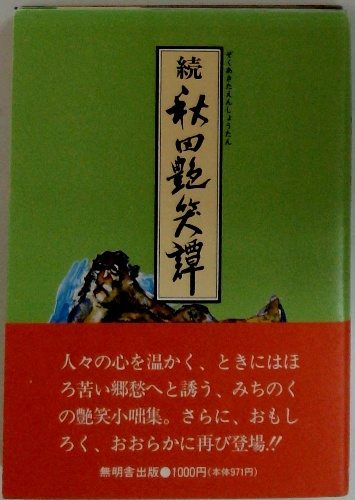 続 秋田艶笑譚
ぞくあきたえんしょうたん
人々の心を温かく、ときにはほ
ろ苦い郷愁へと誘う、みちのく
の艶笑小咄集。さらに、おもし
ろく、おおらかに再び登場!!
無明舎出版●1000円(本体971円)